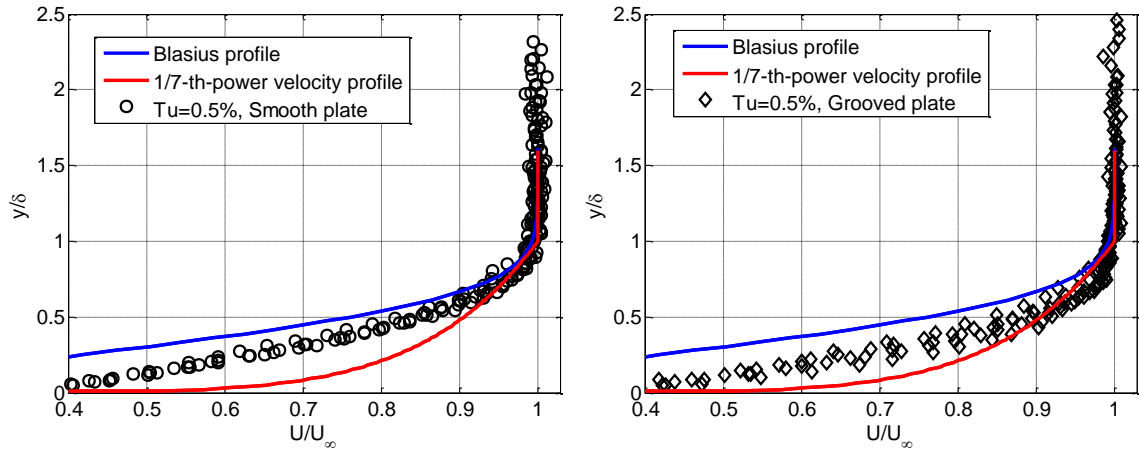 2.5
2
1.5
1
0.5
0
y/δ
Blasius profile
1/7-th-power velocity profile
Tu=0.5%, Smooth plate
0.4 0.5 0.6 0.7 0.8 0.9 1
U/U∞
2.5
2
1.5
1
0.5
0
y/δ
Blasius profile
1/7-th-power velocity profile
Tu=0.5%, Grooved plate
0.4 0.5 0.6 0.7 0.8 0.9 1
U/U∞